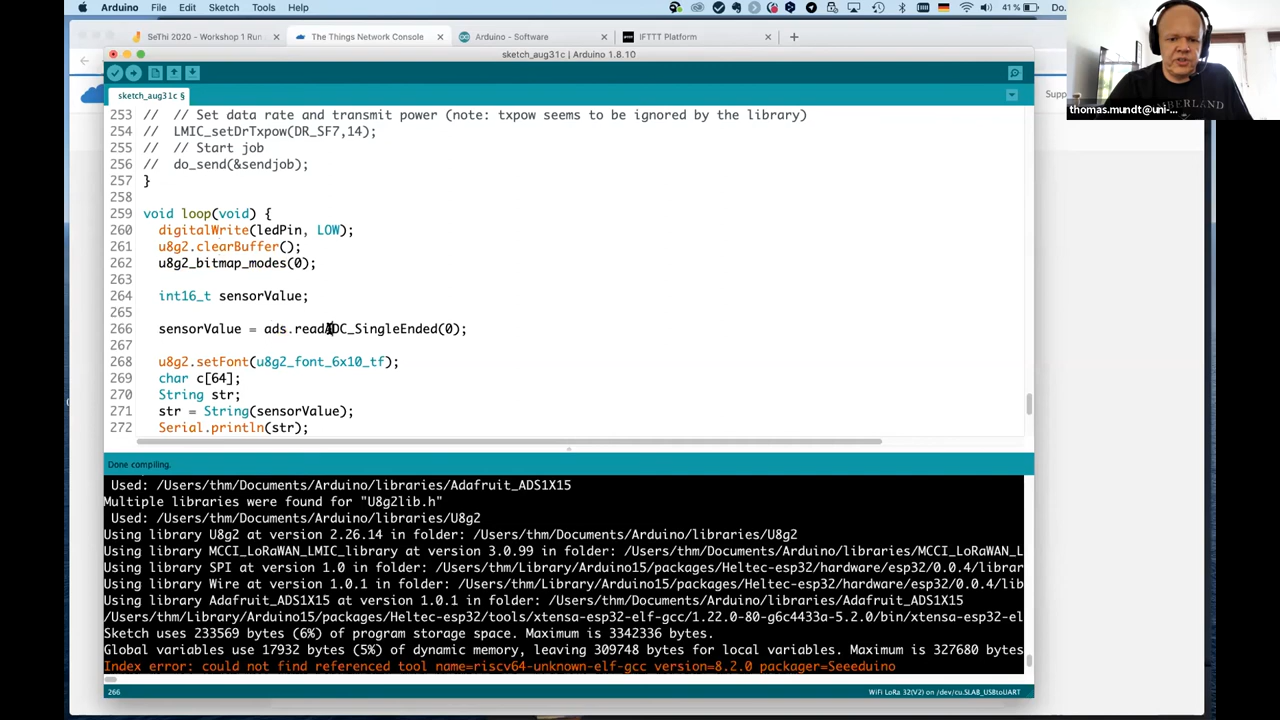 Arduino File Edit Sketch Tools Help 41 % Do.
SeThi 2020 - Workshop 1 Run
The Things Network Console
Arduino - Software
IFTTT Platform
sketch_aug31c | Arduino 1.8.10
Supp
thomas.mundt@uni-...
sketch_aug31c §
253 // // Set data rate and transmit power (note: txpow seems to be ignored by the library)
254 // LMIC_setDrTxpow(DR_SF7,14);
255 // // Start job
256 // do_send(&sendjob);
257 }
258
259 void loop(void) {
260 digitalWrite(ledPin, LOW);
261 u8g2.clearBuffer();
262 u8g2_bitmap_modes(0);
263
264 int16_t sensorValue;
265
266 sensorValue = ads.readADC_SingleEnded(0);
267
268 u8g2.setFont(u8g2_font_6x10_tf);
269 char c[64];
270 String str;
271 str = String(sensorValue);
272 Serial.println(str);
Done compiling.
Used: /Users/thm/Documents/Arduino/libraries/Adafruit_ADS1X15
Multiple libraries were found for "U8g2lib.h"
Used: /Users/thm/Documents/Arduino/libraries/U8g2
Using library U8g2 at version 2.26.14 in folder: /Users/thm/Documents/Arduino/libraries/U8g2
Using library MCCI_LoRaWAN_LMIC_library at version 3.0.99 in folder: /Users/thm/Documents/Arduino/libraries/MCCI_LoRaWAN_L
Using library SPI at version 1.0 in folder: /Users/thm/Library/Arduino15/packages/Heltec-esp32/hardware/esp32/0.0.4/librar
Using library Wire at version 1.0.1 in folder: /Users/thm/Library/Arduino15/packages/Heltec-esp32/hardware/esp32/0.0.4/lib
Using library Adafruit_ADS1X15 at version 1.0.1 in folder: /Users/thm/Documents/Arduino/libraries/Adafruit_ADS1X15
/Users/thm/Library/Arduino15/packages/Heltec-esp32/tools/xtensa-esp32-elf-gcc/1.22.0-80-g6c4433a-5.2.0/bin/xtensa-esp32-el
Sketch uses 233569 bytes (6%) of program storage space. Maximum is 3342336 bytes.
Global variables use 17932 bytes (5%) of dynamic memory, leaving 309748 bytes for local variables. Maximum is 327680 bytes
Index error: could not find referenced tool name=riscv64-unknown-elf-gcc version=8.2.0 packager=Seeeduino
266
WiFi LoRa 32(V2) on /dev/cu.SLAB_USBtoUART